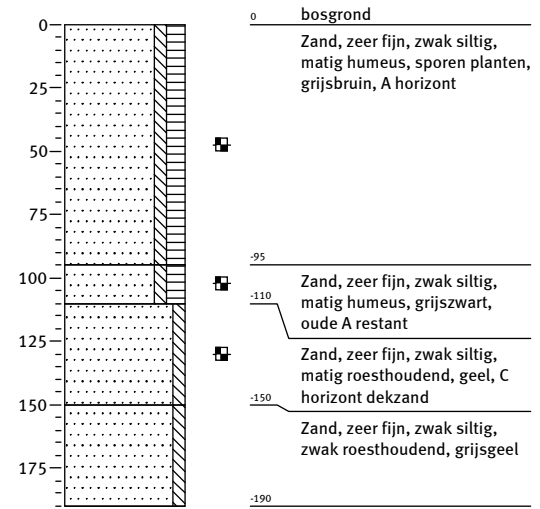 0
25
50
75
100
125
150
175
0 bosgrond
Zand, zeer fijn, zwak siltig,
matig humeus, sporen planten,
grijsbruin, A horizont
-95
Zand, zeer fijn, zwak siltig,
matig humeus, grijszwart,
oude A restant
-110
Zand, zeer fijn, zwak siltig,
matig roesthoudend, geel, C
horizont dekzand
-150
Zand, zeer fijn, zwak siltig,
zwak roesthoudend, grijsgeel
-190